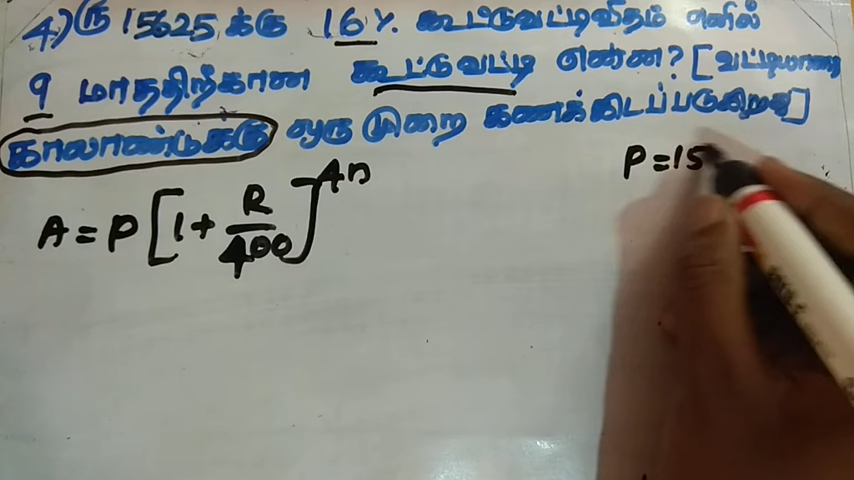 4.) ரூ 15625 க்கு 16%. கூட்டுவட்டிவீதம் எனில்
9 மாதத்திற்கான கூட்டுவட்டி என்ன? [வட்டியானது
காலாண்டுக்கு ஒரு முறை கணக்கிடப்படுகிறது]
P = 15
A = P [1 + R/400]^4n